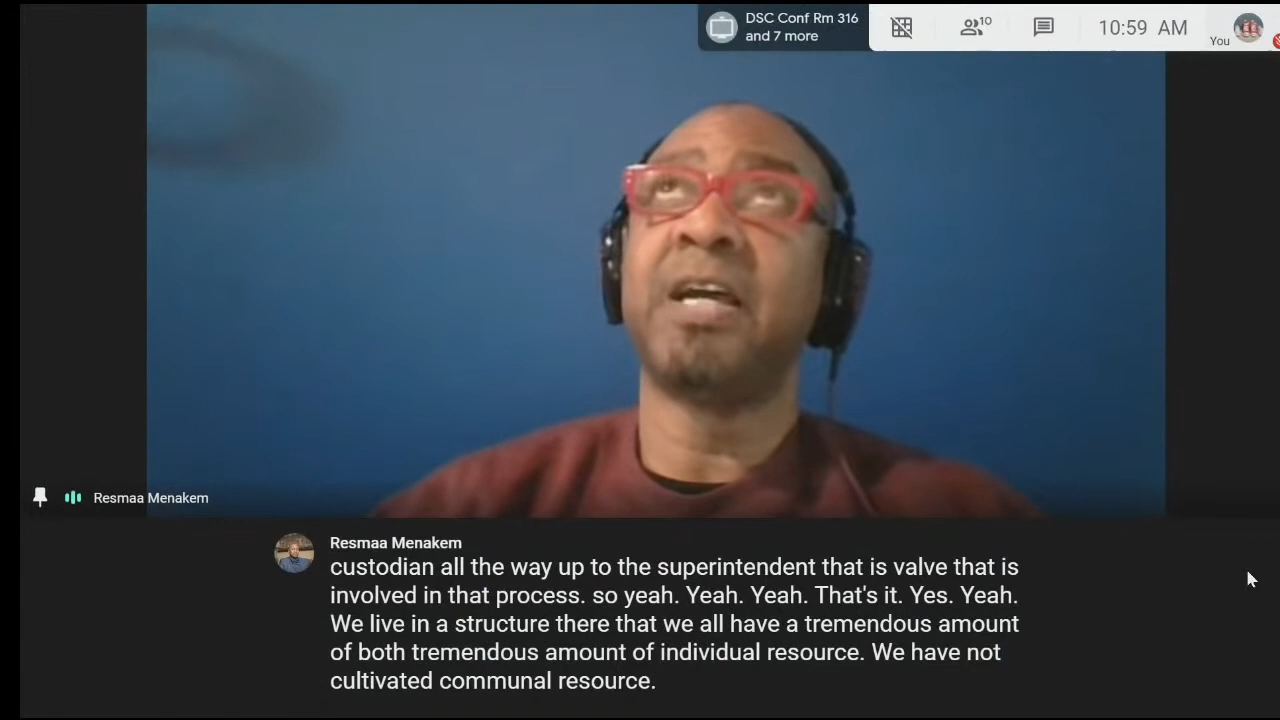 DSC Conf Rm 316
and 7 more
10
10:59 AM
You
Resmaa Menakem
Resmaa Menakem
custodian all the way up to the superintendent that is valve that is
involved in that process. so yeah. Yeah. Yeah. That's it. Yes. Yeah.
We live in a structure there that we all have a tremendous amount
of both tremendous amount of individual resource. We have not
cultivated communal resource.